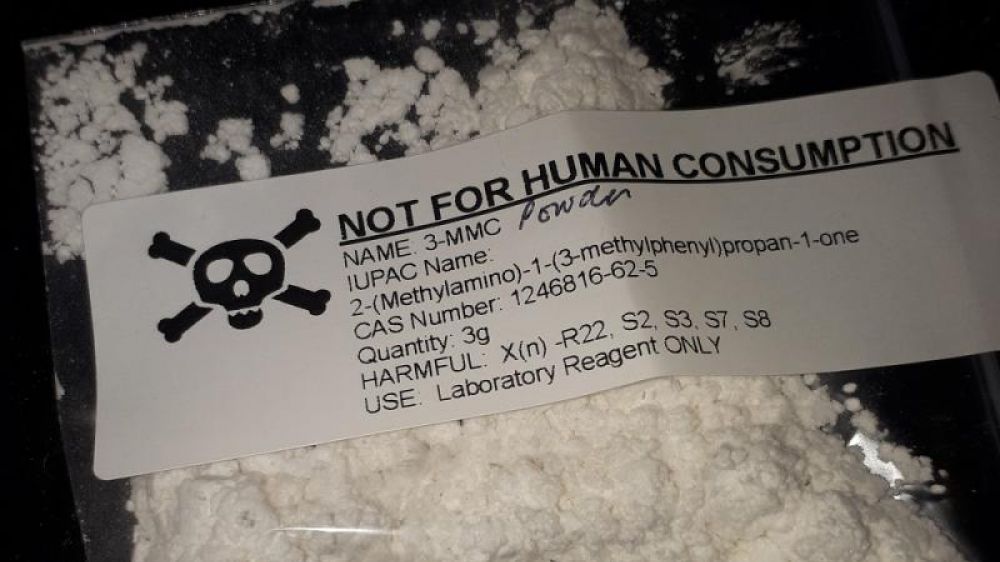 NOT FOR HUMAN CONSUMPTION
NAME: 3-MMC Powder
IUPAC Name:
2-(Methylamino)-1-(3-methylphenyl)propan-1-one
CAS Number: 1246816-62-5
Quantity: 3g
HARMFUL: X(n) -R22, S2, S3, S7, S8
USE: Laboratory Reagent ONLY